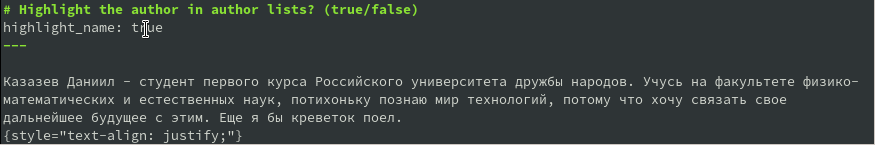 # Highlight the author in author lists? (true/false)
highlight_name: true
---
Казазев Даниил - студент первого курса Российского университета дружбы народов. Учусь на факультете физико-
математических и естественных наук, потихоньку познаю мир технологий, потому что хочу связать свое
дальнейшее будущее с этим. Еще я бы креветок поел.
{style="text-align: justify;"}